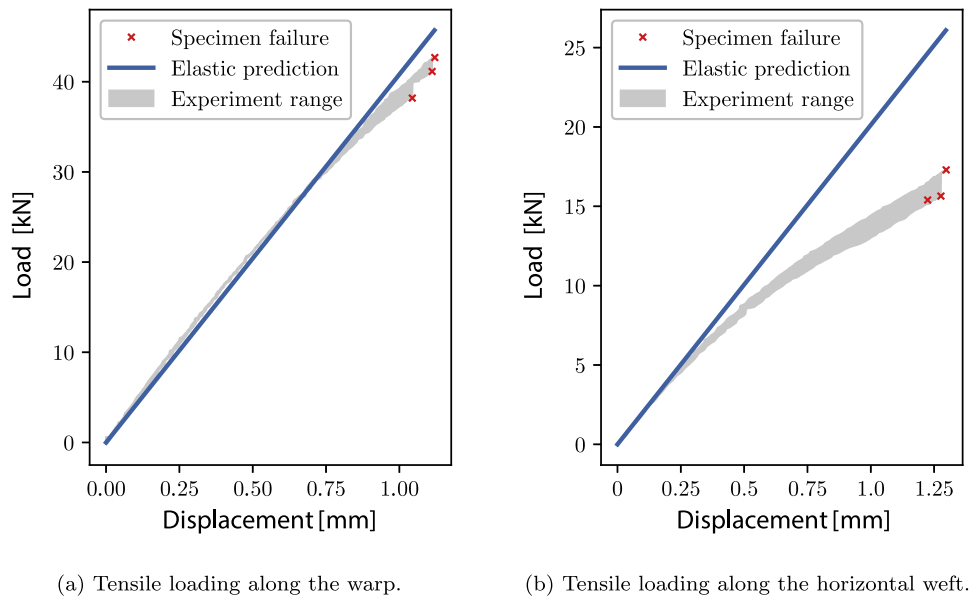 Specimen failure
Elastic prediction
Experiment range
40
30
20
10
0
Load [kN]
0.00 0.25 0.50 0.75 1.00
Displacement [mm]
(a) Tensile loading along the warp.
Specimen failure
Elastic prediction
Experiment range
25
20
15
10
5
0
Load [kN]
0 0.25 0.5 0.75 1 1.25
Displacement [mm]
(b) Tensile loading along the horizontal weft.